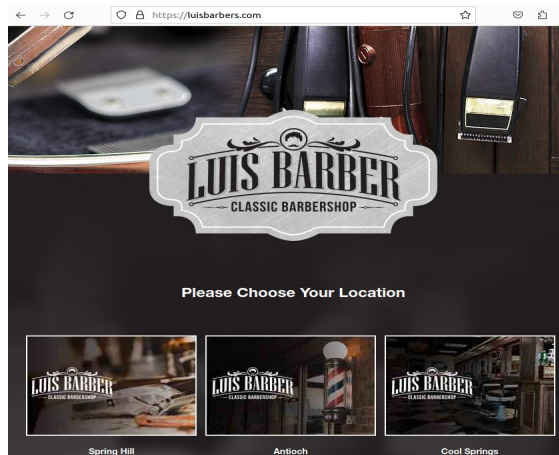 https://luisbarbers.com
LUIS BARBER
CLASSIC BARBERSHOP
Please Choose Your Location
LUIS BARBER
CLASSIC BARBERSHOP
LUIS BARBER
CLASSIC BARBERSHOP
LUIS BARBER
CLASSIC BARBERSHOP
Spring Hill
Antioch
Cool Springs